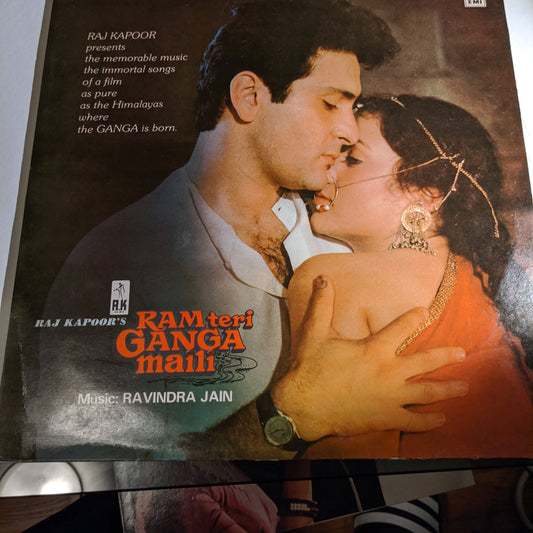 EMI
RAJ KAPOOR
presents
the memorable music
the immortal songs
of a film
as pure
as the Himalayas
where
the GANGA is born.
R.K
RAJ KAPOOR'S
RAM teri
GANGA
maili
Music: RAVINDRA JAIN